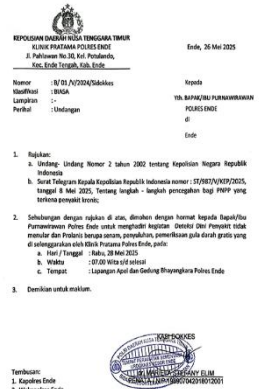 KEPOLISIAN DAERAH NUSA TENGGARA TIMUR
KLINIK PRATAMA POLRES ENDE
Jl. Pahlawan No.30, Kel. Potulando,
Kec. Ende Tengah, Kab. Ende
Ende, 26 Mei 2025
Nomor : B/ 01 /V/2024/Sidokkes
Klasifikasi : BIASA
Lampiran : -
Perihal : Undangan
Kepada
Yth. BAPAK/IBU PURNAWIRAWAN
POLRES ENDE
di
Ende
1. Rujukan:
a. Undang- Undang Nomor 2 tahun 2002 tentang Kepolisian Negara Republik
Indonesia
b. Surat Telegram Kepala Kepolisian Republik Indonesia nomor : ST/987/V/KEP/2025,
tanggal 8 Mei 2025, Tentang langkah - langkah pencegahan bagi PNPP yang
terkena penyakit kronis;
2. Sehubungan dengan rujukan di atas, dimohon dengan hormat kepada Bapak/Ibu
Purnawirawan Polres Ende untuk menghadiri kegiatan Deteksi Dini Penyakit tidak
menular dan Prolanis berupa senam, penyuluhan, pemeriksaan gula darah gratis yang
di selenggarakan oleh Klinik Pratama Polres Ende, pada:
a. Hari / Tanggal : Rabu, 28 Mei 2025
b. Waktu : 07.00 Wita s/d selesai
c. Tempat : Lapangan Apel dan Gedung Bhayangkara Polres Ende
3. Demikian untuk maklum.
STEFANY ELIM
Tembusan:
1. Kapolres Ende